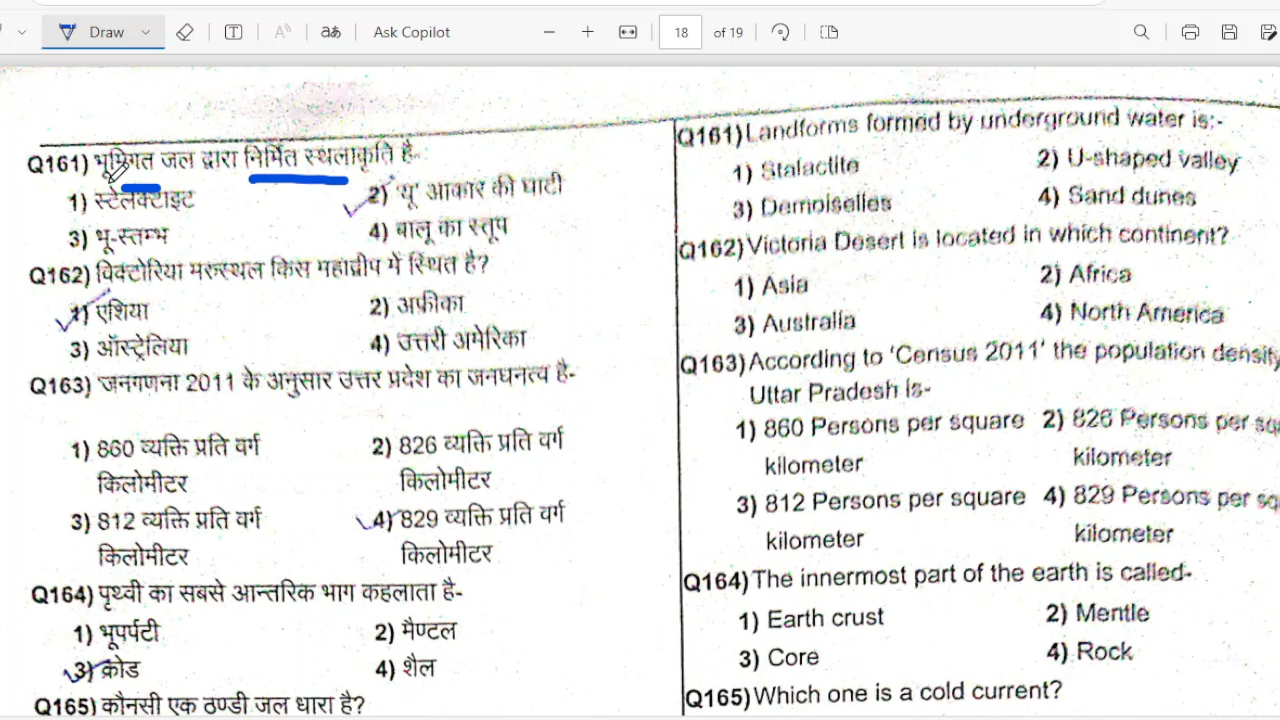 Draw
Ask Copilot
18
of 19
Q161) भूमिगत जल द्वारा निर्मित स्थलाकृति है-
1) स्टेलेक्टाइट
2) 'यू' आकार की घाटी
3) भू-स्तम्भ
4) बालू का स्तूप
Q162) विक्टोरिया मरुस्थल किस महाद्वीप में स्थित है?
1) एशिया
2) अफ्रीका
3) ऑस्ट्रेलिया
4) उत्तरी अमेरिका
Q163) 'जनगणना 2011 के अनुसार उत्तर प्रदेश का जनघनत्व है-
1) 860 व्यक्ति प्रति वर्ग
किलोमीटर
2) 826 व्यक्ति प्रति वर्ग
किलोमीटर
3) 812 व्यक्ति प्रति वर्ग
किलोमीटर
4) 829 व्यक्ति प्रति वर्ग
किलोमीटर
Q164) पृथ्वी का सबसे आन्तरिक भाग कहलाता है-
1) भूपर्पटी
2) मैण्टल
3) क्रोड
4) शैल
Q165) कौनसी एक ठण्डी जल धारा है?
Q161) Landforms formed by underground water is:-
1) Stalactite
2) U-shaped valley
3) Demoiselles
4) Sand dunes
Q162) Victoria Desert is located in which continent?
1) Asia
2) Africa
3) Australia
4) North America
Q163) According to 'Census 2011' the population density
Uttar Pradesh is-
1) 860 Persons per square
kilometer
2) 826 Persons per sq
kilometer
3) 812 Persons per square
kilometer
4) 829 Persons per sq
kilometer
Q164) The innermost part of the earth is called-
1) Earth crust
2) Mentle
3) Core
4) Rock
Q165) Which one is a cold current?